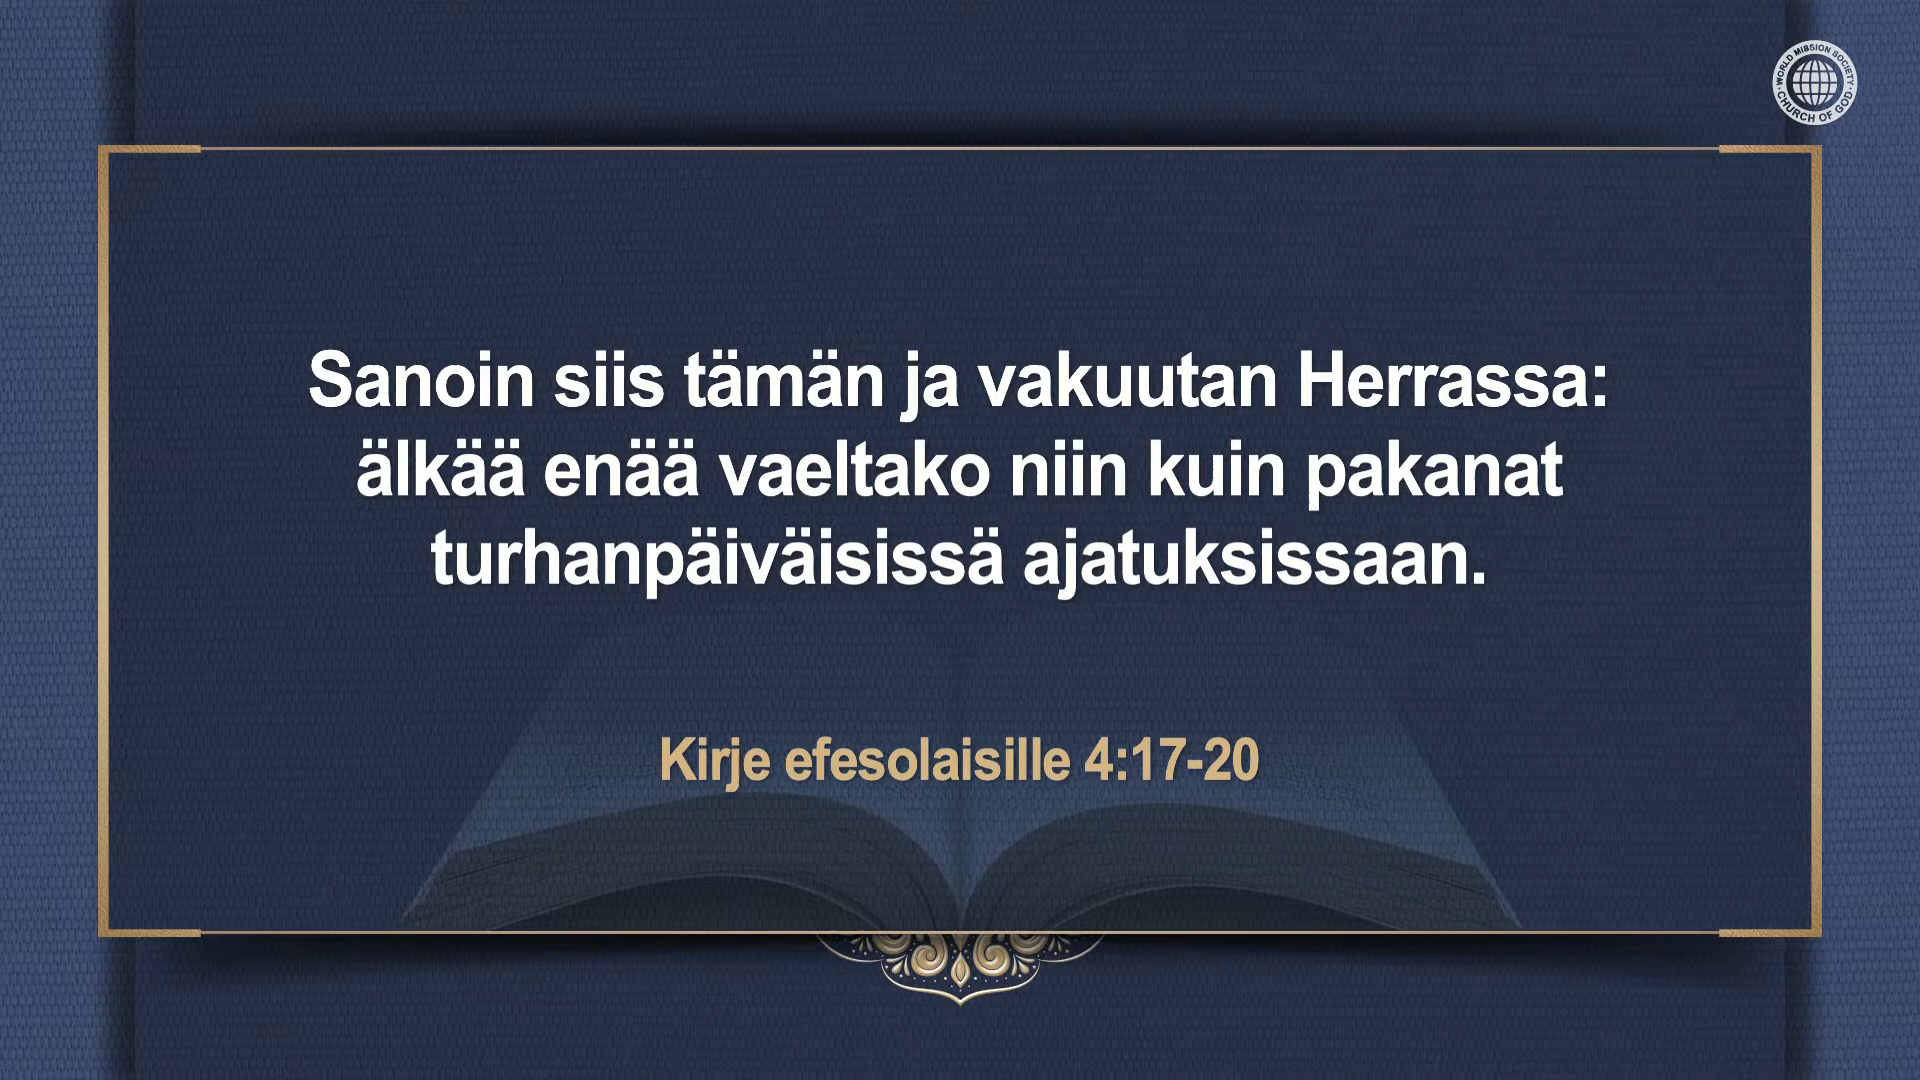 WORLD MISSION SOCIETY
CHURCH OF GOD
Sanoin siis tämän ja vakuutan Herrassa:
älkää enää vaeltako niin kuin pakanat
turhanpäiväisissä ajatuksissaan.
Kirje efesolaisille 4:17-20